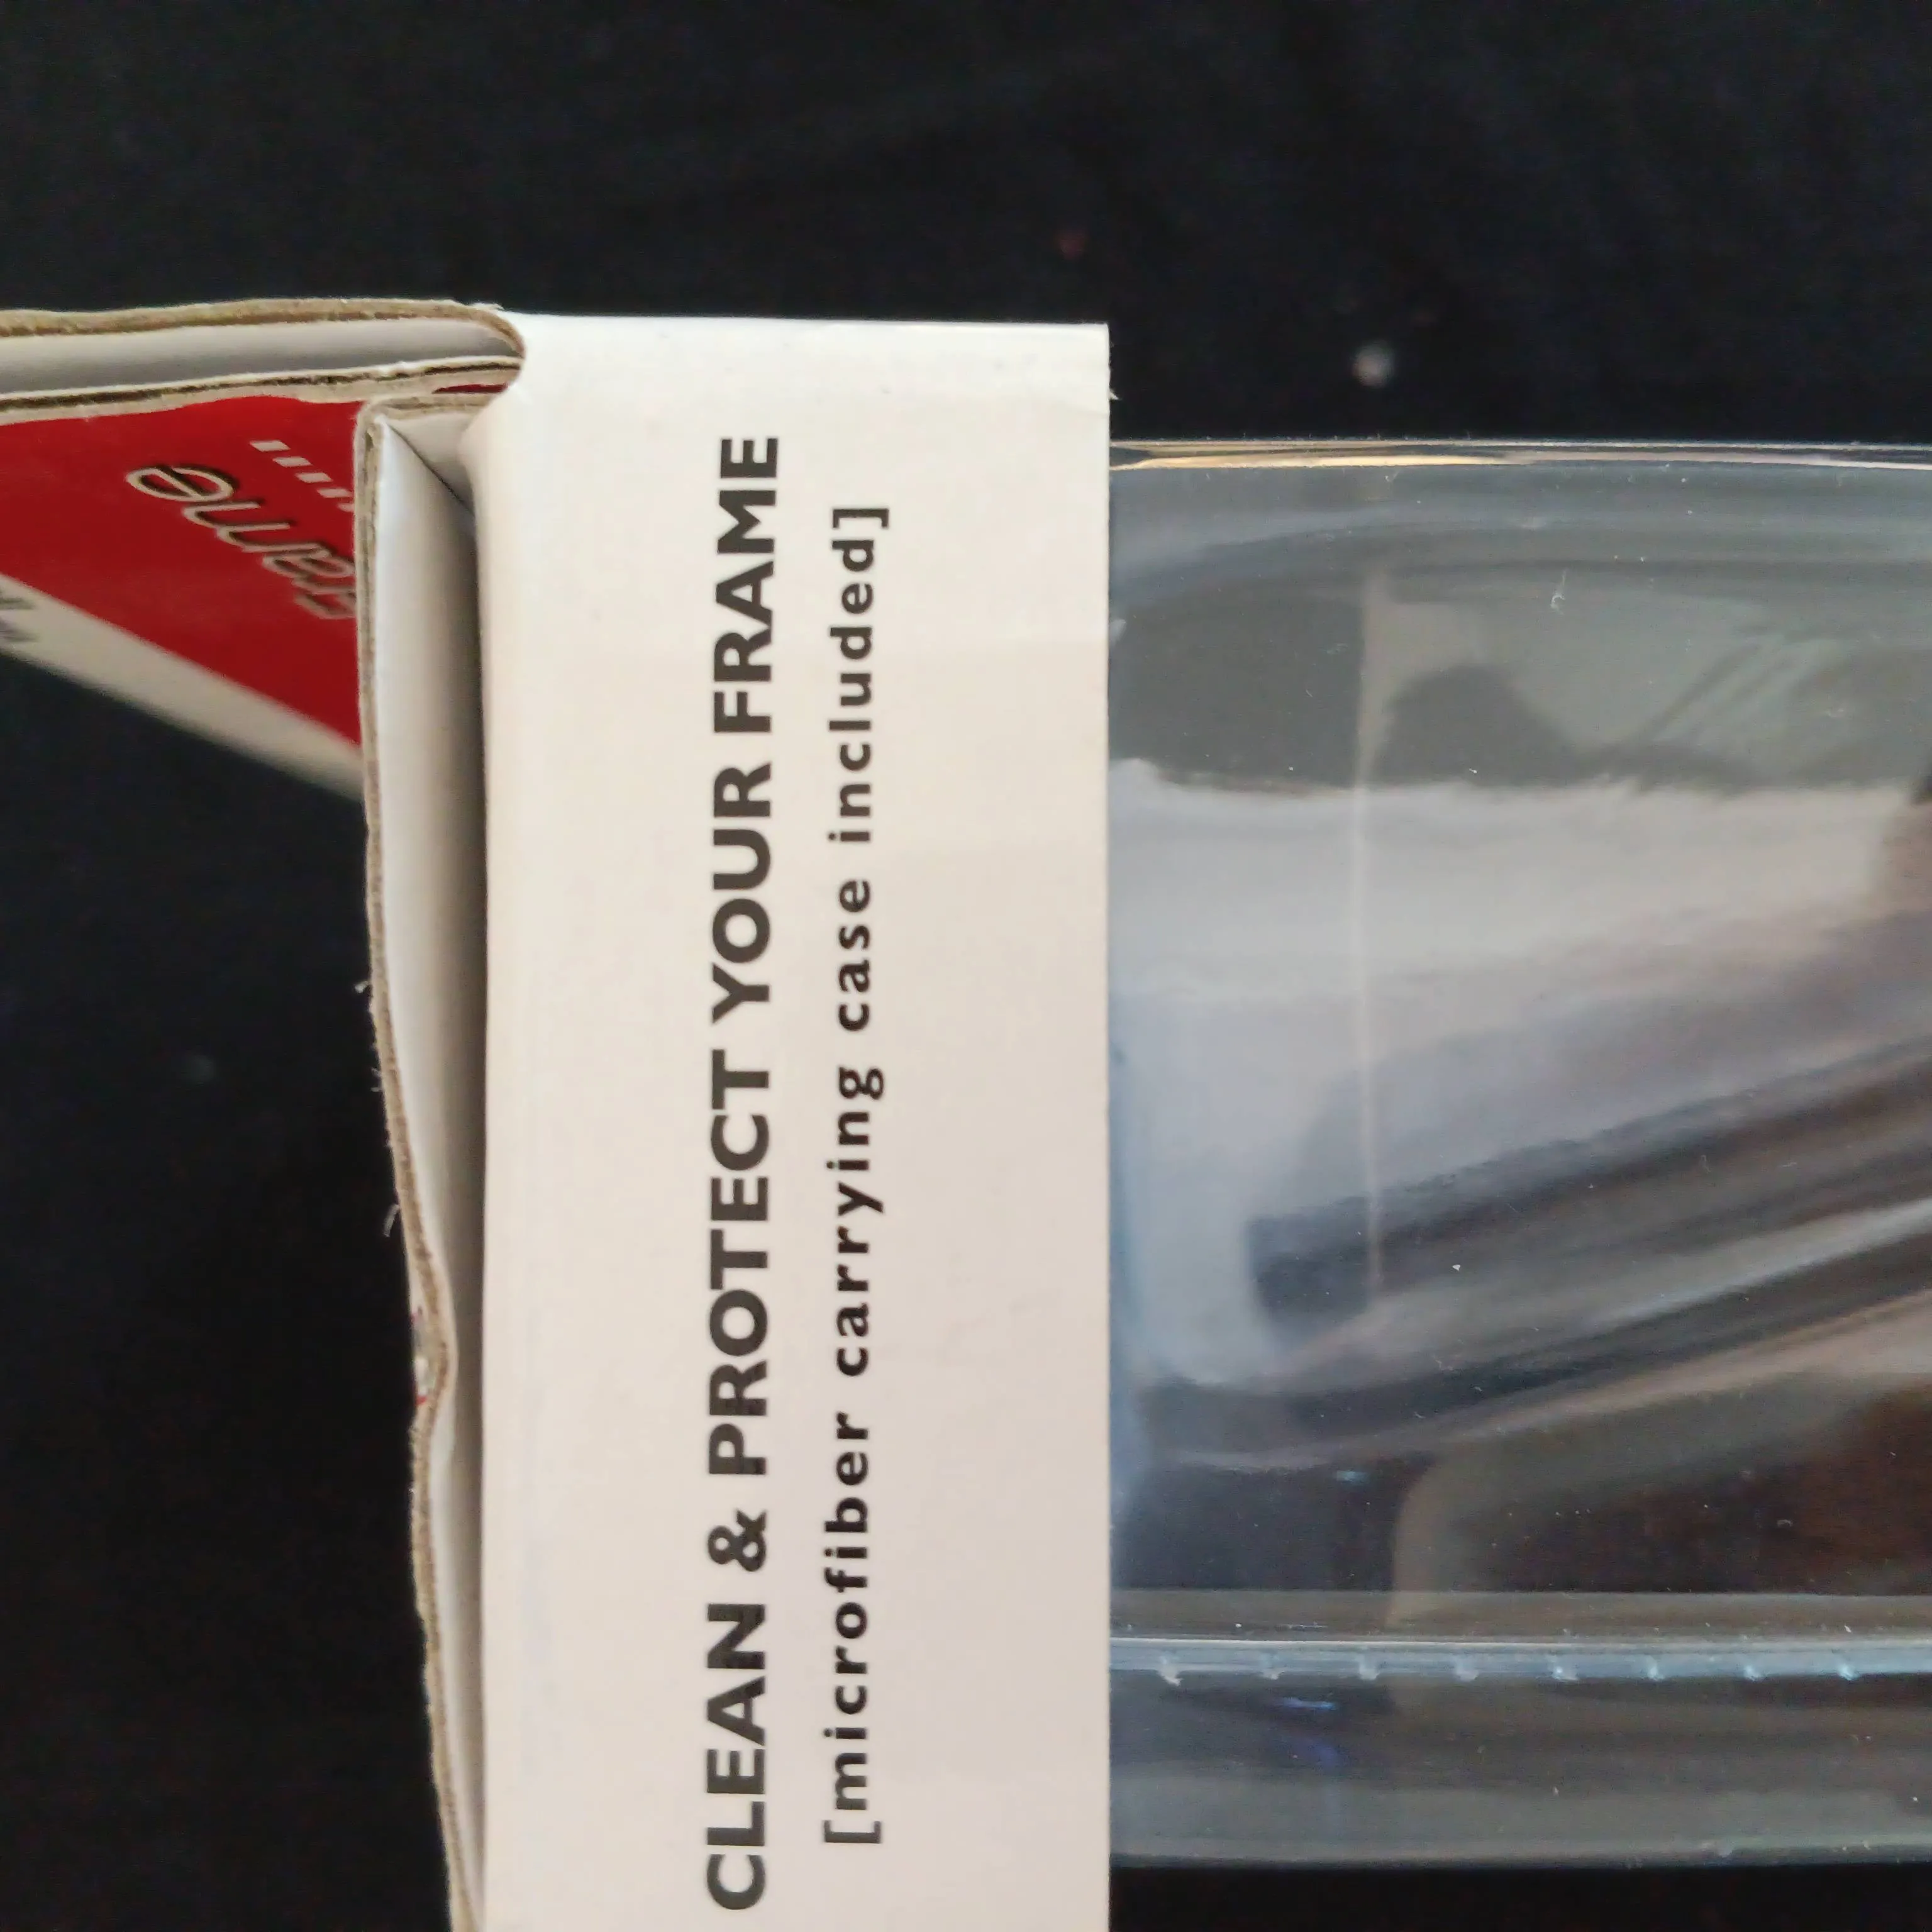 CLEAN & PROTECT YOUR FRAME
[microfiber carrying case included]